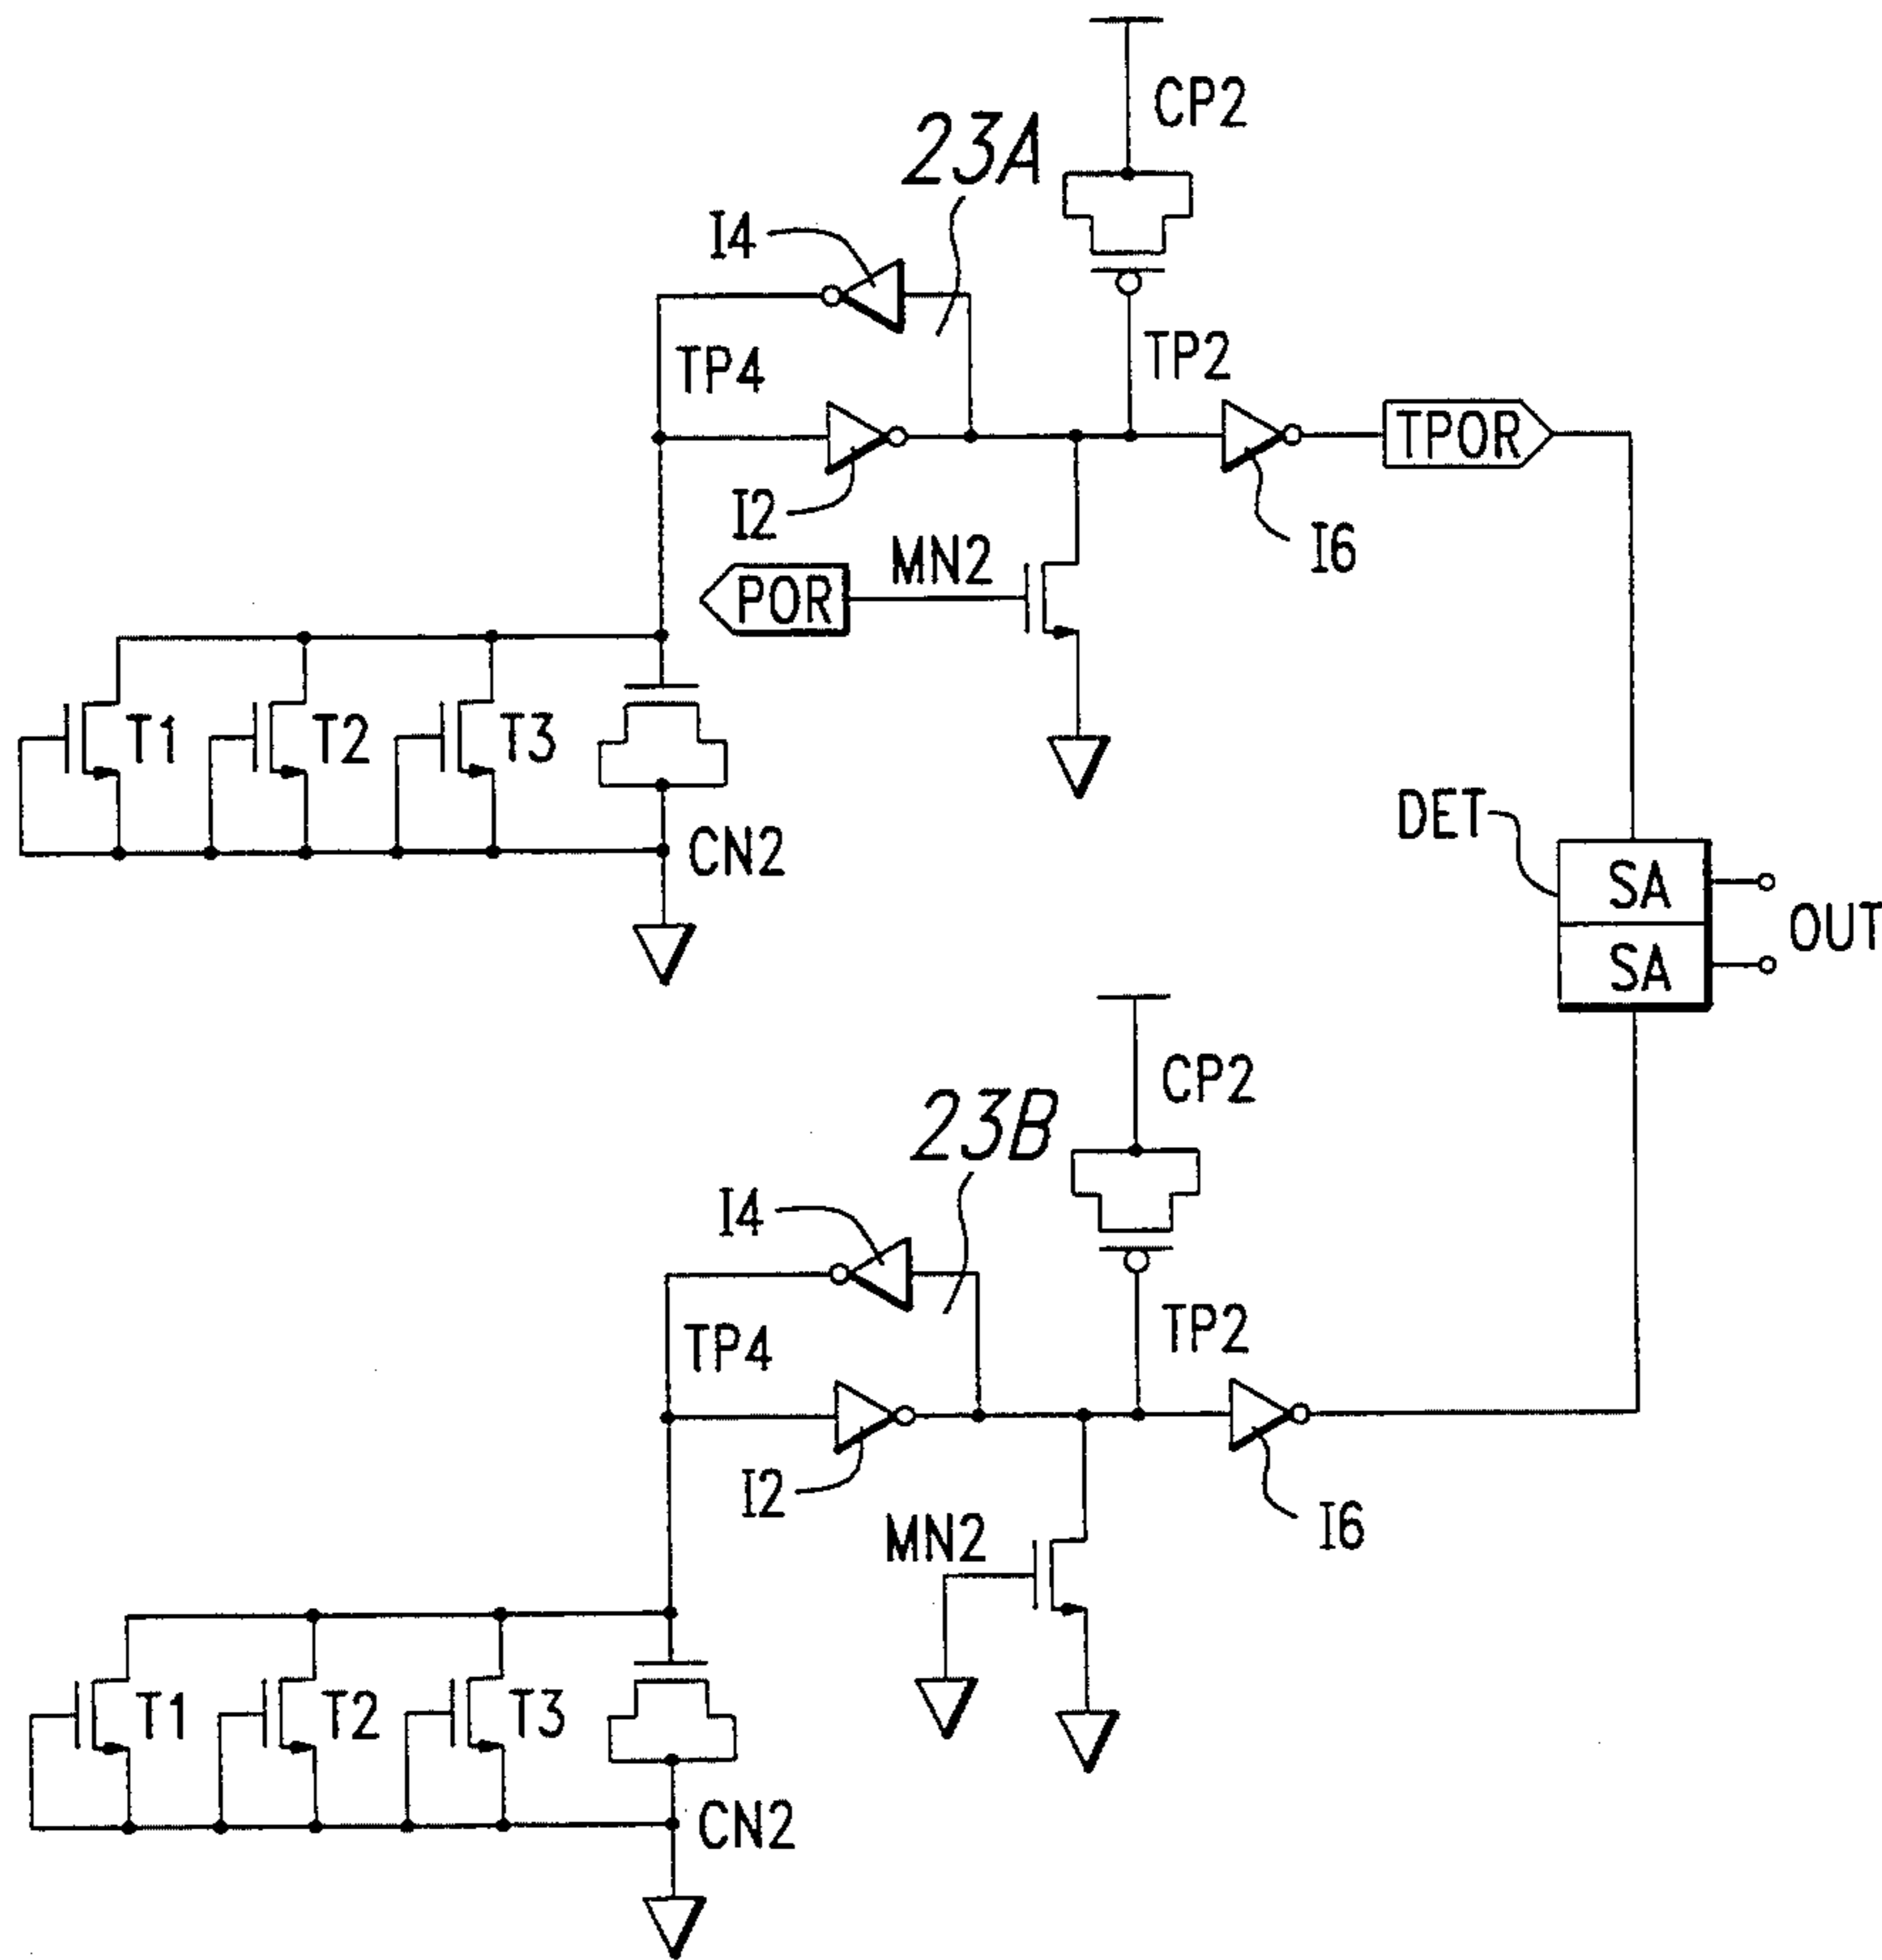 CP2
23A
I4
TP4
TP2
TPOR
I2
I6
MN2
POR
T1
T2
T3
CN2
DET
SA
SA
OUT
CP2
23B
I4
TP4
TP2
I2
I6
MN2
T1
T2
T3
CN2